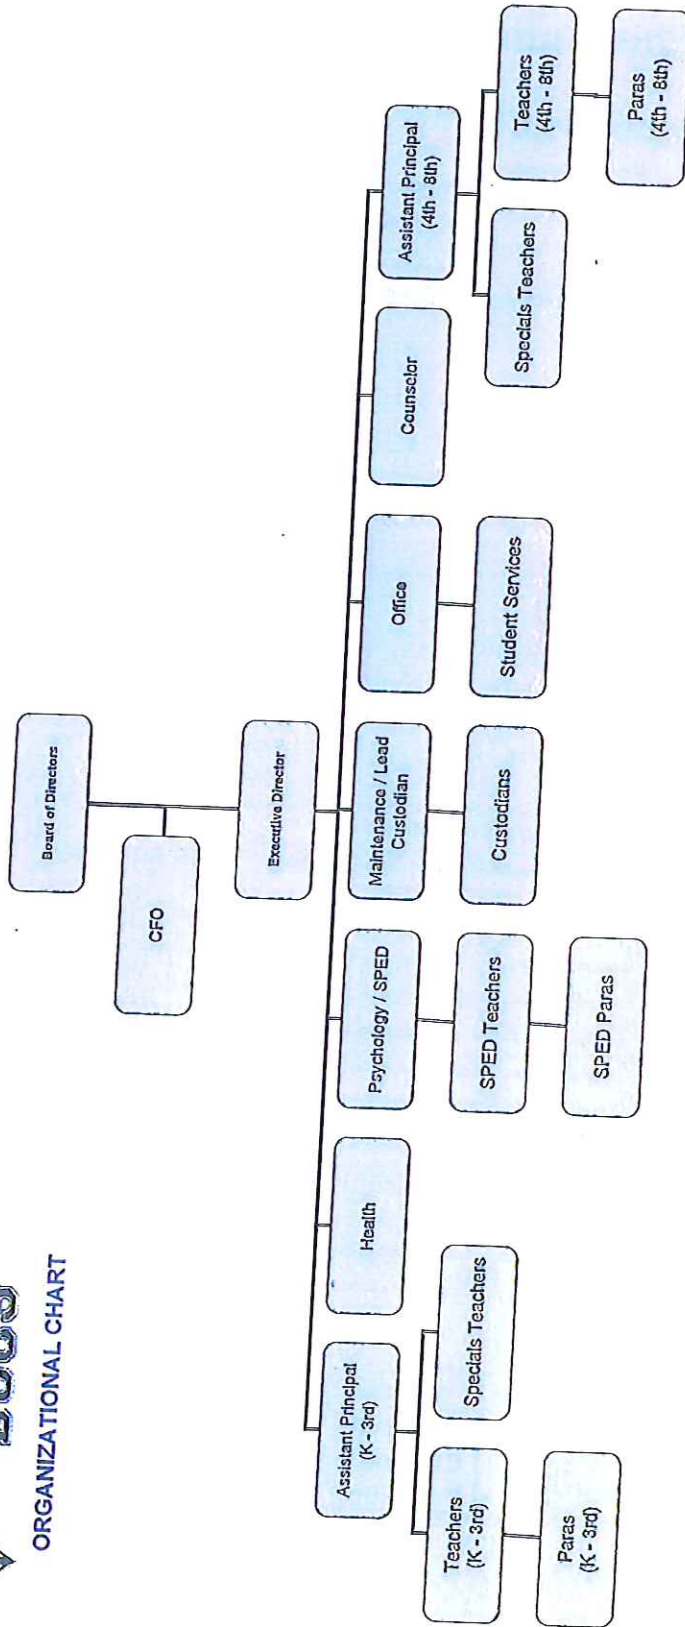 ORGANIZATIONAL CHART
Board of Directors
CFO
Executive Director
Assistant Principal
(K - 3rd)
Health
Psychology / SPED
Maintenance / Lead
Custodian
Office
Counselor
Assistant Principal
(4th - 8th)
Teachers
(K - 3rd)
Specials Teachers
SPED Teachers
Custodians
Student Services
Specials Teachers
Teachers
(4th - 8th)
Paras
(K - 3rd)
SPED Paras
Paras
(4th - 8th)